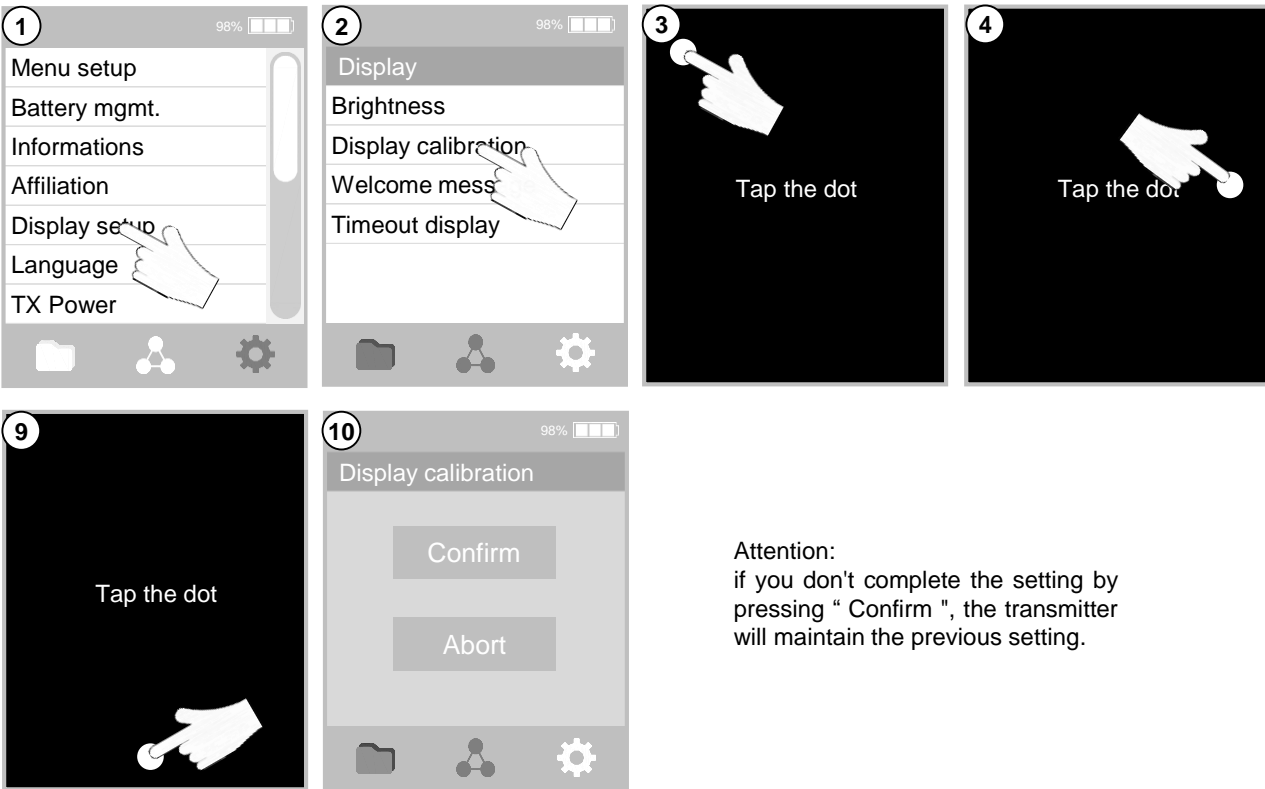 1
98%
Menu setup
Battery mgmt.
Informations
Affiliation
Display setup
Language
TX Power
2
98%
Display
Brightness
Display calibration
Welcome mess
Timeout display
3
Tap the dot
4
Tap the dot
9
Tap the dot
10
98%
Display calibration
Confirm
Abort
Attention:
if you don't complete the setting by
pressing “ Confirm ", the transmitter
will maintain the previous setting.